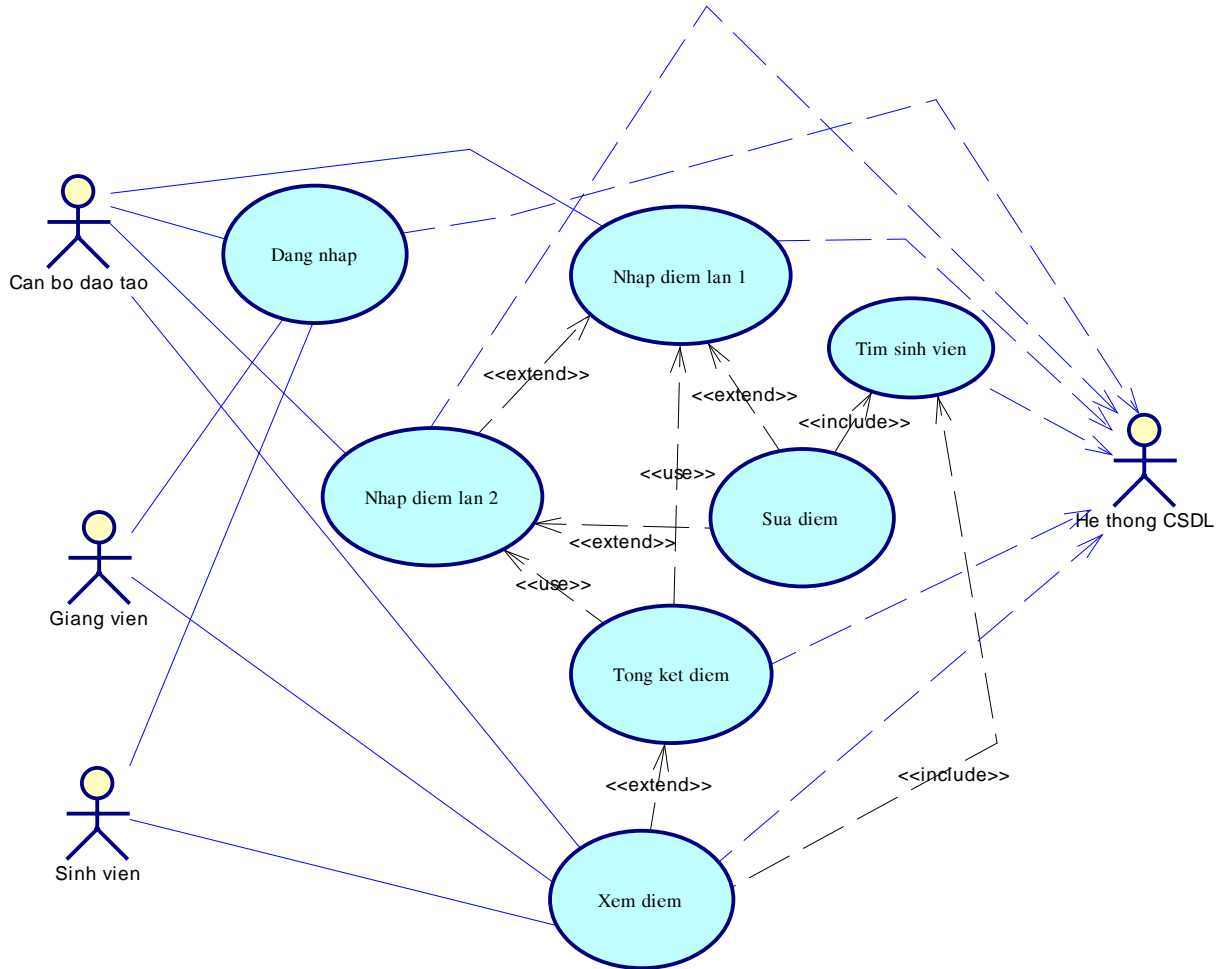 Dang nhap
Nhap diem lan 1
Can bo dao tao
Tim sinh vien
<<extend>>
<<extend>>
<<include>>
<<use>>
Nhap diem lan 2
Sua diem
He thong CSDL
<<extend>>
<<use>>
Giang vien
Tong ket diem
<<include>>
<<extend>>
Sinh vien
Xem diem